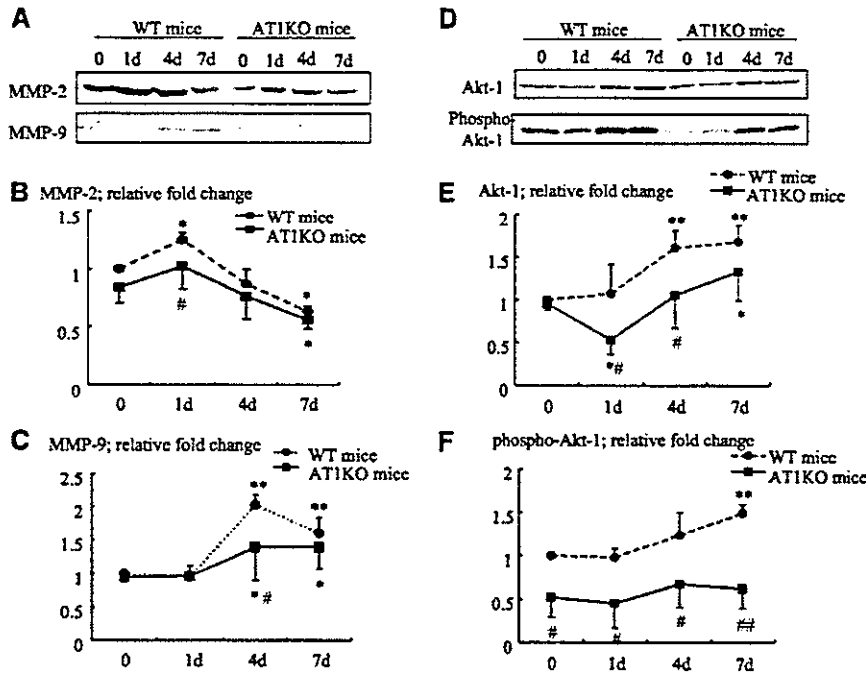 A
WT mice AT1KO mice
0 1d 4d 7d 0 1d 4d 7d
MMP-2
MMP-9
B MMP-2; relative fold change
WT mice
AT1KO mice
1.5
1
0.5
0
* * * #
0 1d 4d 7d
C MMP-9; relative fold change
WT mice
AT1KO mice
2.5
2
1.5
1
0.5
0
** **
* # *
0 1d 4d 7d
D
WT mice AT1KO mice
0 1d 4d 7d 0 1d 4d 7d
Akt-1
Phospho-
Akt-1
E Akt-1; relative fold change
WT mice
AT1KO mice
2
1.5
1
0.5
0
** **
*# # *
0 1d 4d 7d
F phospho-Akt-1; relative fold change
WT mice
AT1KO mice
2
1.5
1
0.5
0
**
# # # ##
0 1d 4d 7d